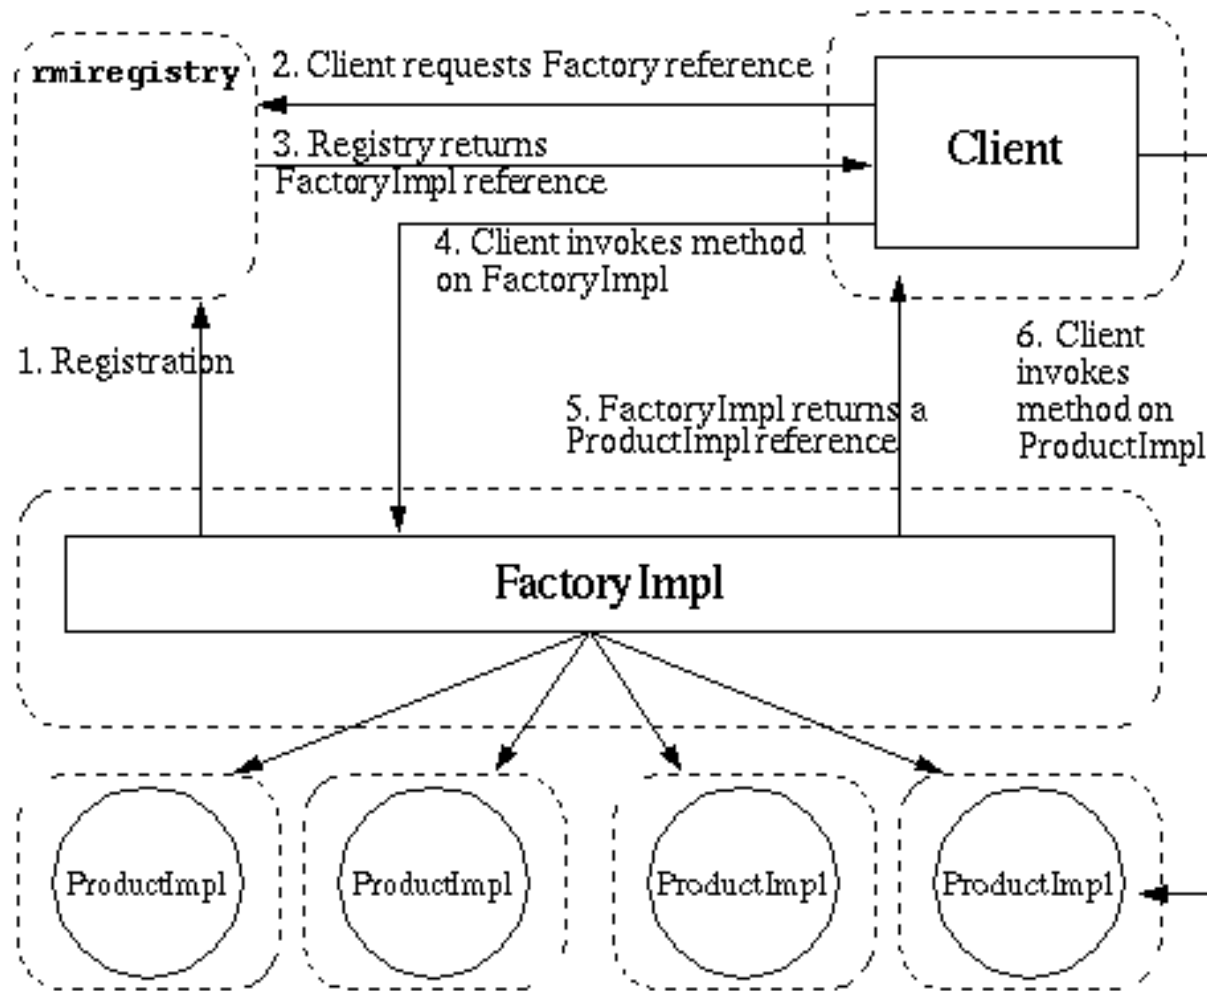 rmiregistry
2. Client requests Factory reference
Client
3. Registry returns
FactoryImpl reference
4. Client invokes method
on FactoryImpl
1. Registration
5. FactoryImpl returns a
ProductImpl reference
6. Client
invokes
method on
ProductImpl
FactoryImpl
ProductImpl
ProductImpl
ProductImpl
ProductImpl